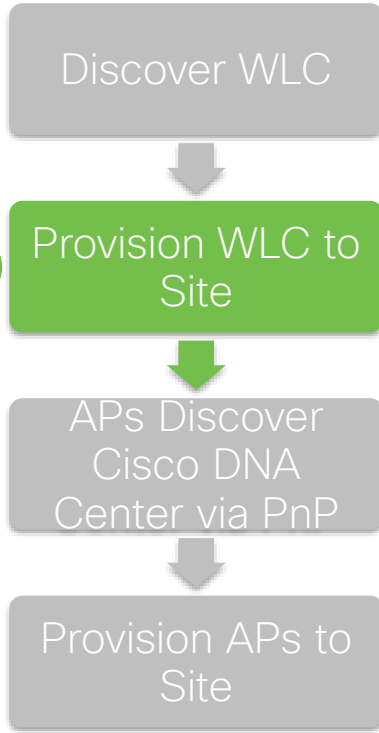 Discover WLC
Provision WLC to
Site
APs Discover
Cisco DNA
Center via PnP
Provision APs to
Site